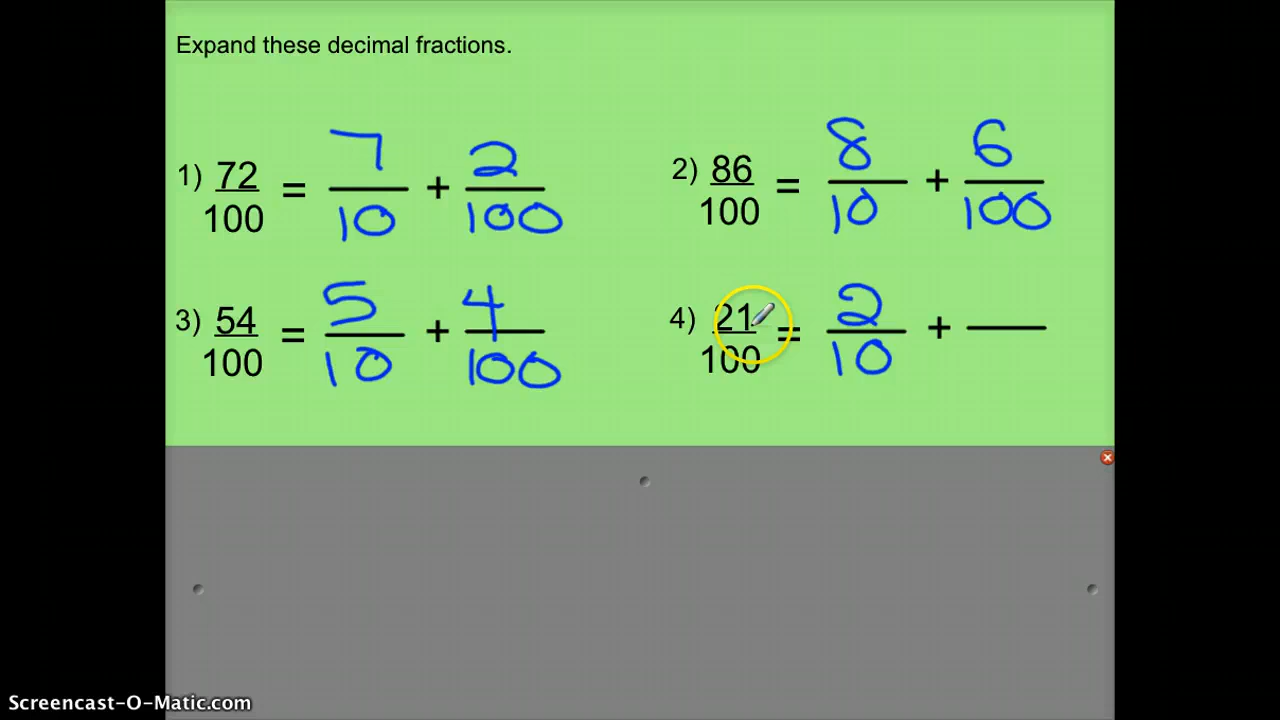 Expand these decimal fractions.
1) 72/100 = 7/10 + 2/100
2) 86/100 = 8/10 + 6/100
3) 54/100 = 5/10 + 4/100
4) 21/100 = 2/10 +
Screencast-O-Matic.com